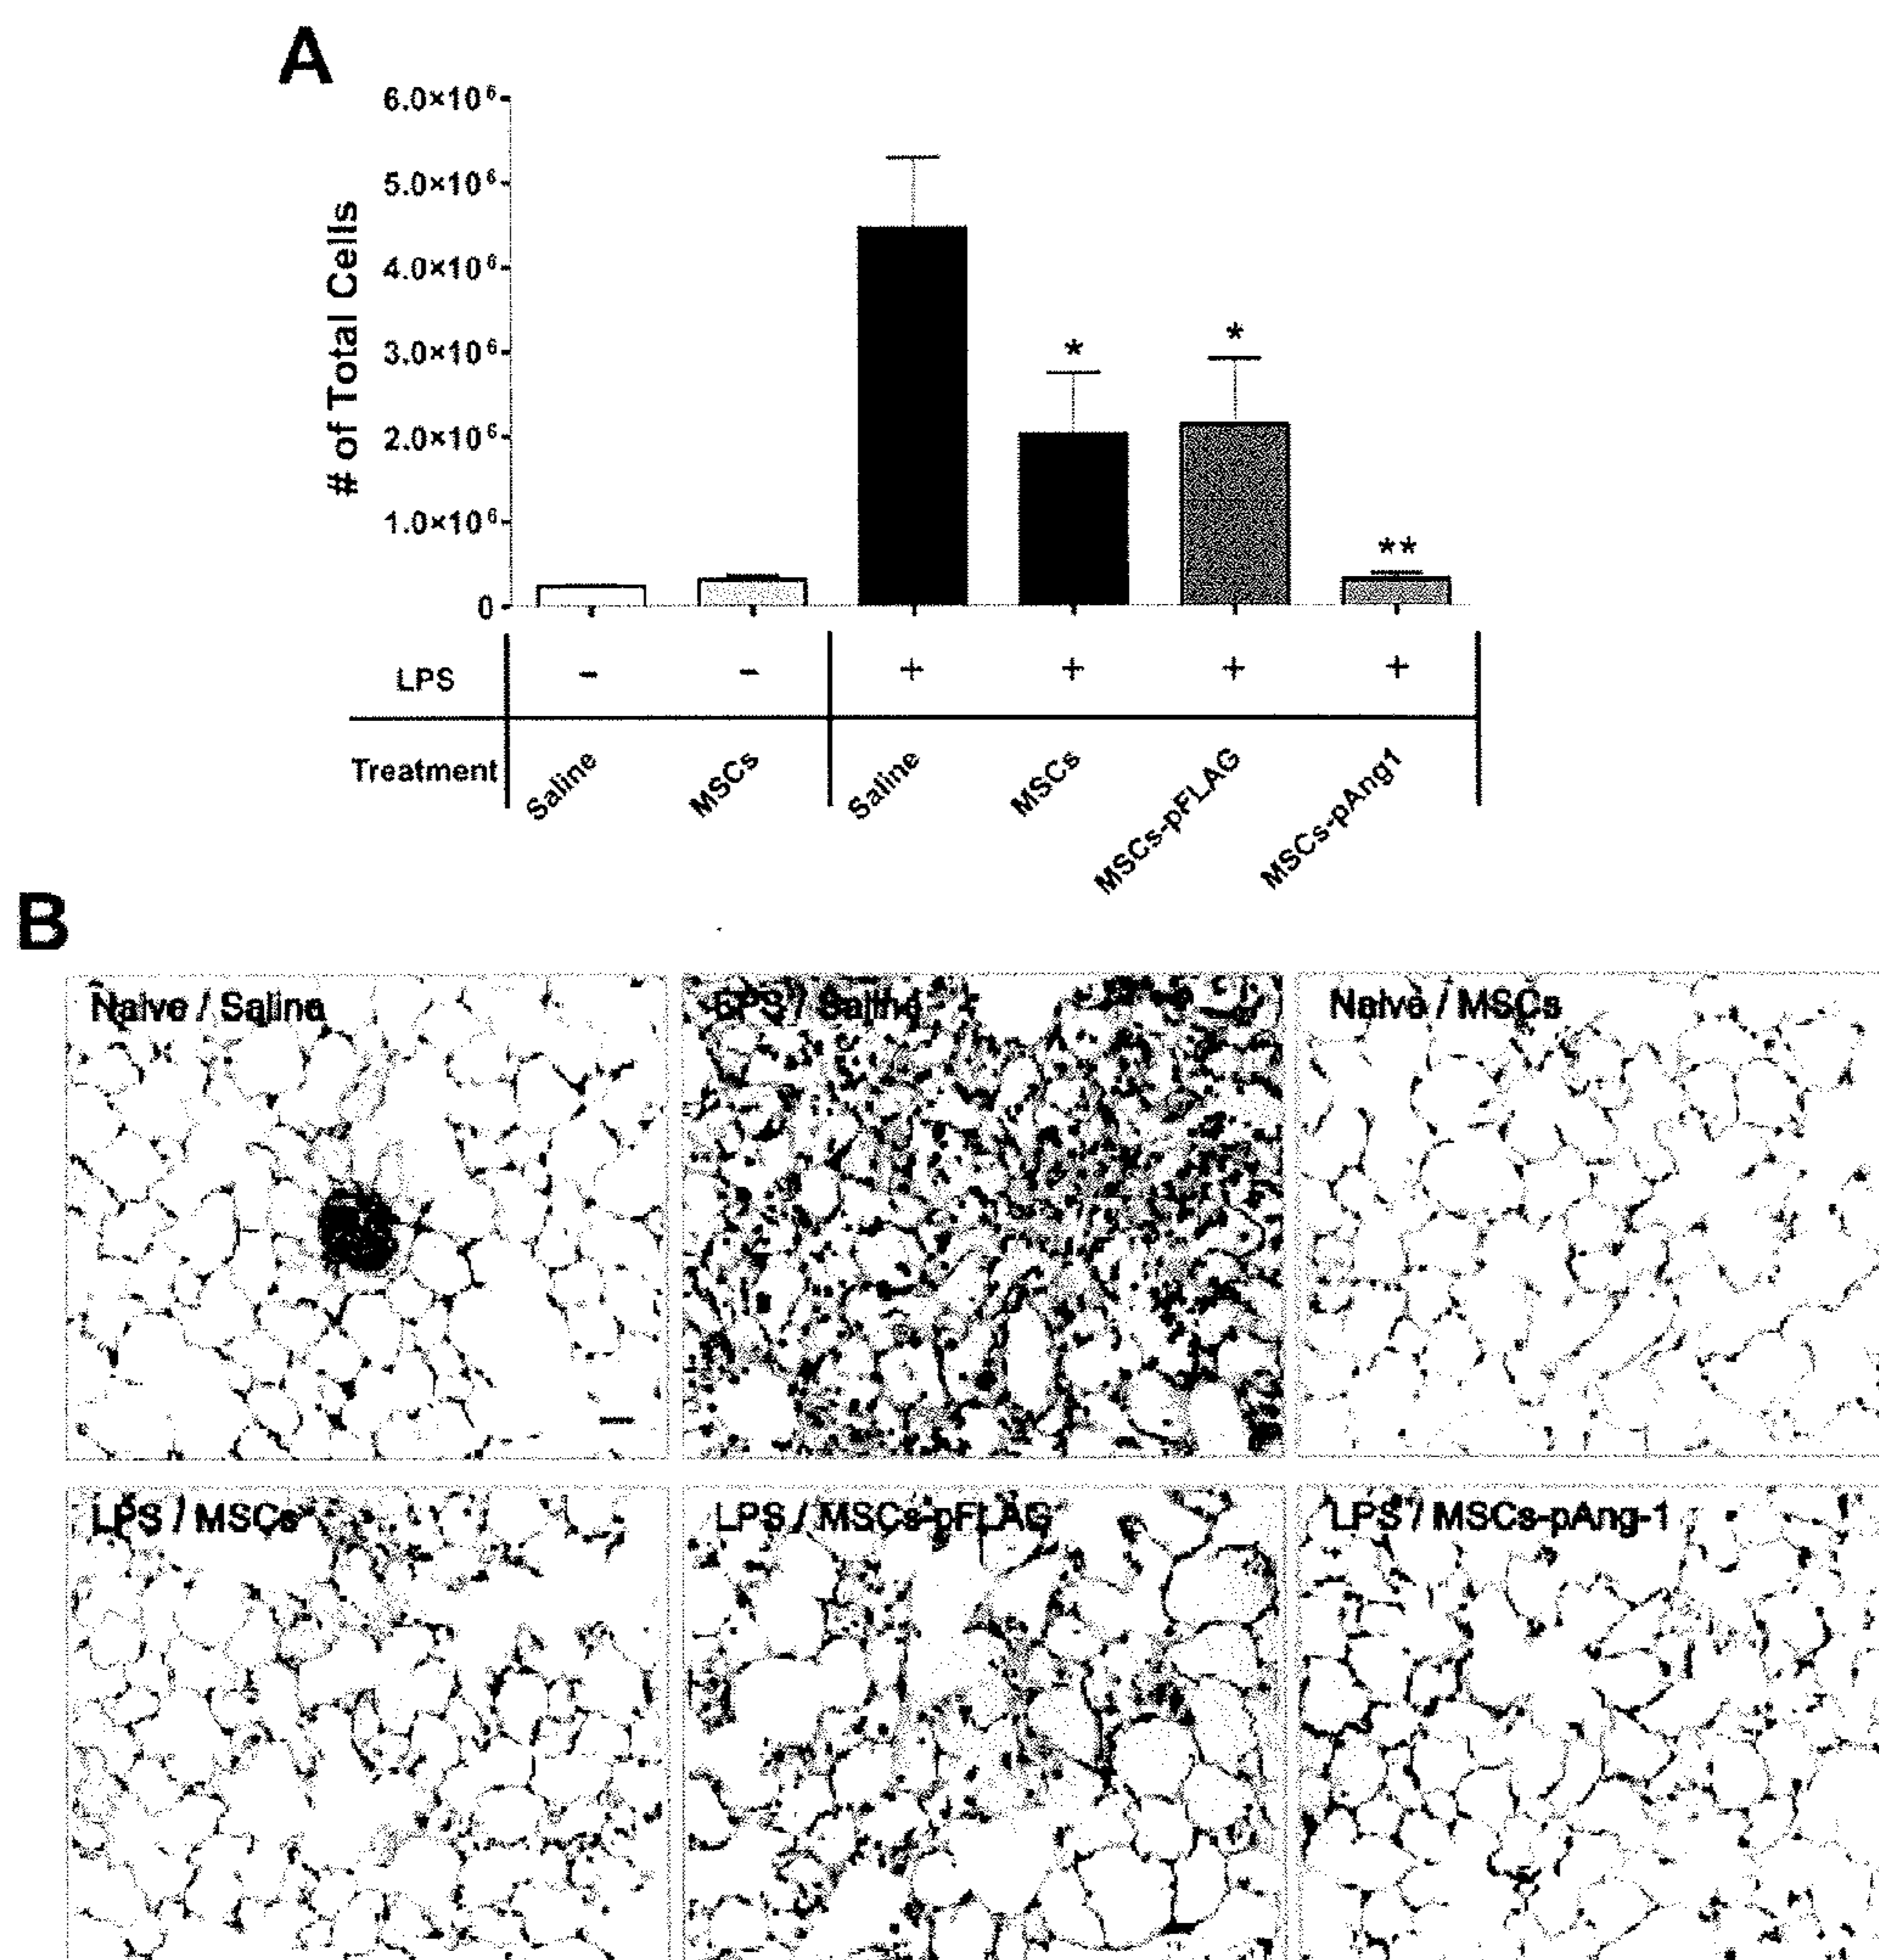 A
6.0×10⁶
5.0×10⁶
4.0×10⁶
3.0×10⁶
2.0×10⁶
1.0×10⁶
0
# of Total Cells
* * **
LPS - - + + + +
Treatment Saline MSCs Saline MSCs MSCs-pFLAG MSCs-pAng1
B
Naive / Saline LPS / Saline Naive / MSCs
LPS / MSCs LPS / MSCs-pFLAG LPS / MSCs-pAng-1